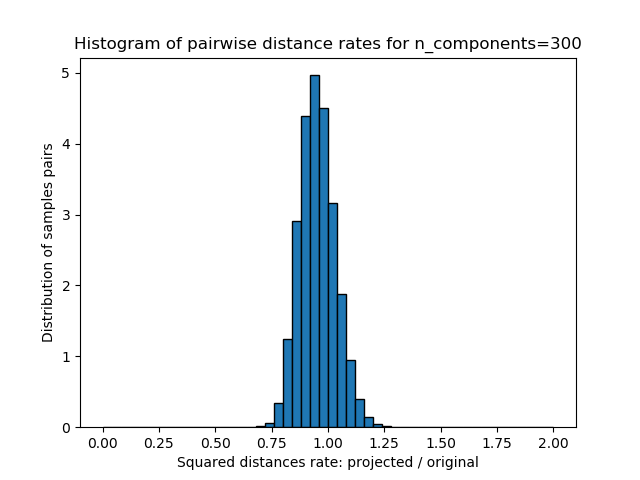 Histogram of pairwise distance rates for n_components=300
Distribution of samples pairs
5
4
3
2
1
0
0.00 0.25 0.50 0.75 1.00 1.25 1.50 1.75 2.00
Squared distances rate: projected / original